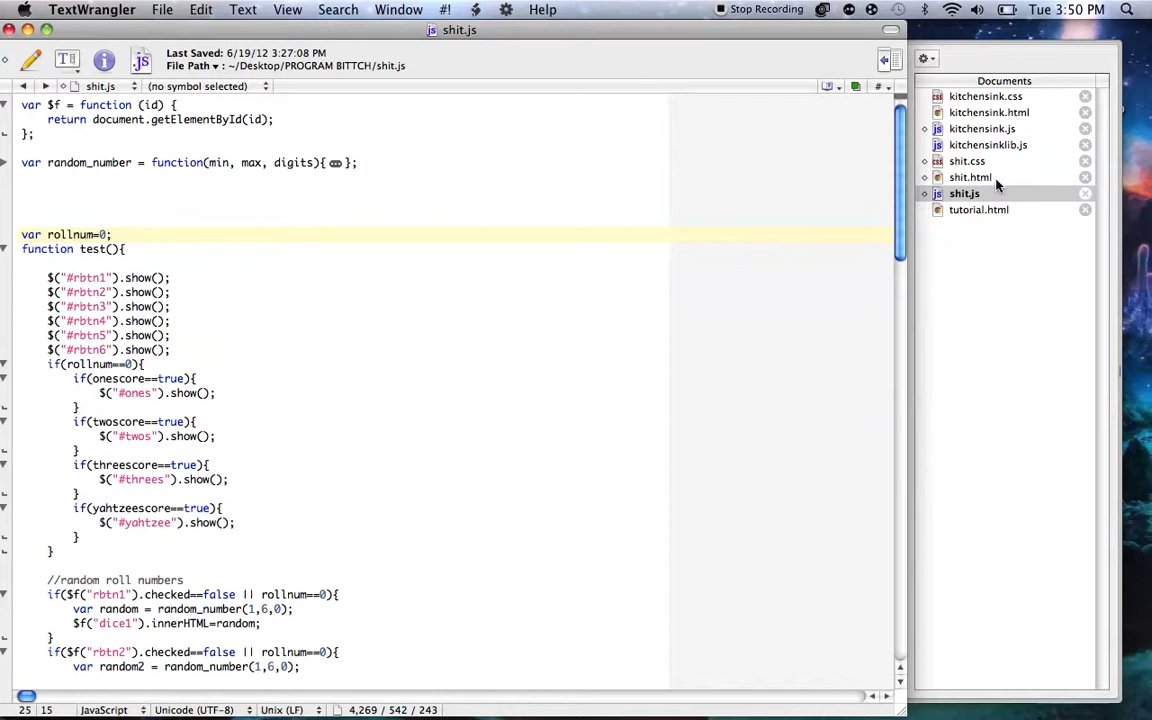 TextWrangler File Edit Text View Search Window #! Help Stop Recording Tue 3:50 PM
shit.js
Last Saved: 6/19/12 3:27:08 PM
File Path ▾ : ~/Desktop/PROGRAM BITTCH/shit.js
shit.js (no symbol selected) #
var $f = function (id) {
return document.getElementById(id);
};
var random_number = function(min, max, digits){ };
var rollnum=0;
function test(){
$("#rbtn1").show();
$("#rbtn2").show();
$("#rbtn3").show();
$("#rbtn4").show();
$("#rbtn5").show();
$("#rbtn6").show();
if(rollnum==0){
if(onescore==true){
$("#ones").show();
}
if(twoscore==true){
$("#twos").show();
}
if(threescore==true){
$("#threes").show();
}
if(yahtzeescore==true){
$("#yahtzee").show();
}
}
//random roll numbers
if($f("rbtn1").checked==false || rollnum==0){
var random = random_number(1,6,0);
$f("dice1").innerHTML=random;
}
if($f("rbtn2").checked==false || rollnum==0){
var random2 = random_number(1,6,0);
25 15 JavaScript Unicode (UTF-8) Unix (LF) 4,269 / 542 / 243
Documents
kitchensink.css
kitchensink.html
kitchensink.js
kitchensinklib.js
shit.css
shit.html
shit.js
tutorial.html